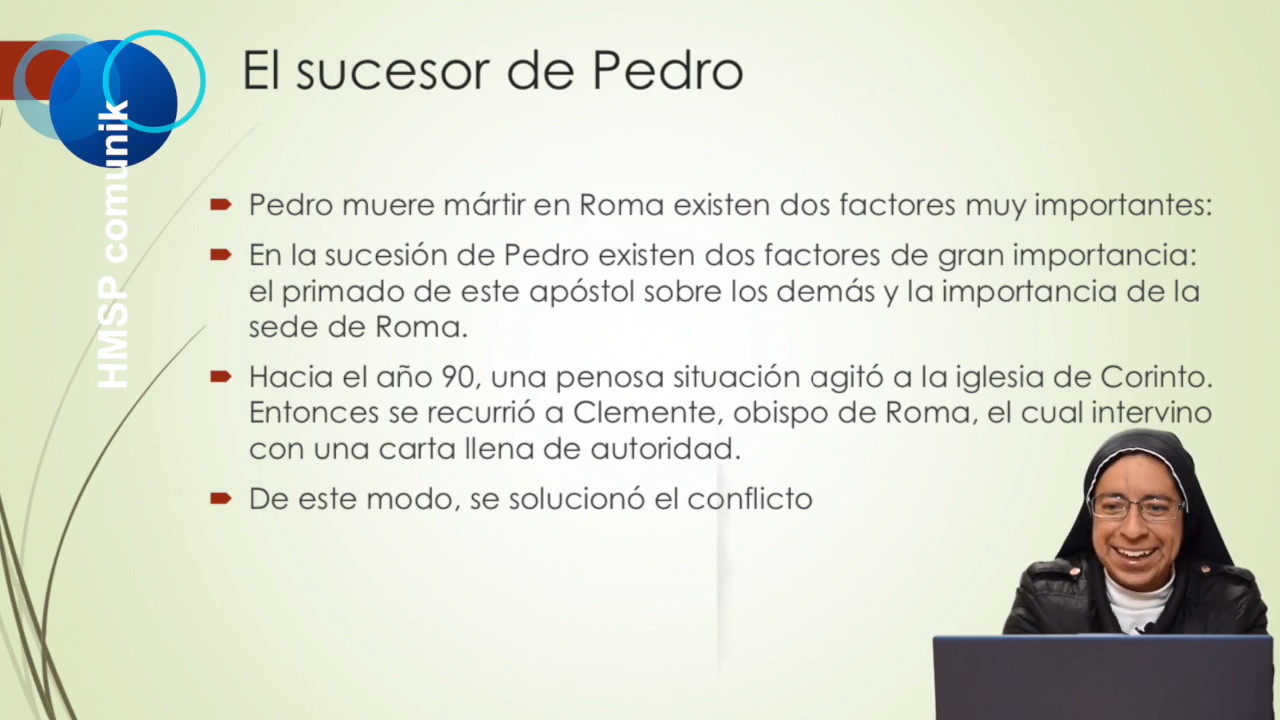 El sucesor de Pedro
HMSP comunik
Pedro muere mártir en Roma existen dos factores muy importantes:
En la sucesión de Pedro existen dos factores de gran importancia:
el primado de este apóstol sobre los demás y la importancia de la
sede de Roma.
Hacia el año 90, una penosa situación agitó a la iglesia de Corinto.
Entonces se recurrió a Clemente, obispo de Roma, el cual intervino
con una carta llena de autoridad.
De este modo, se solucionó el conflicto